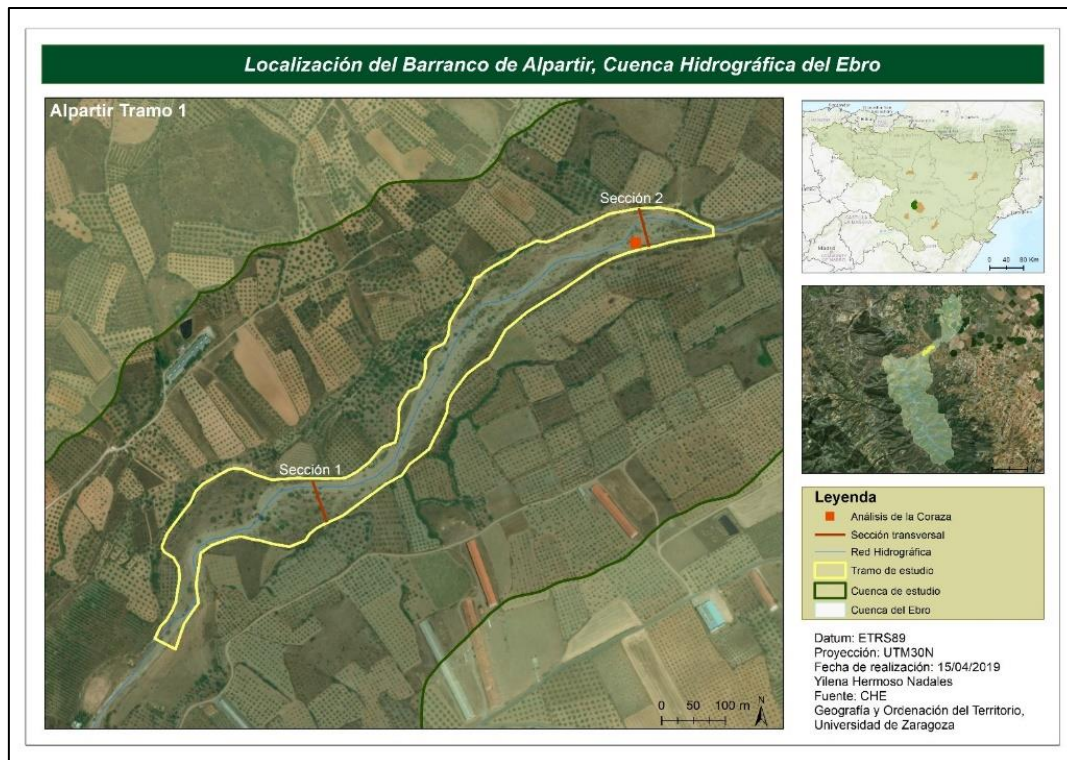 Localización del Barranco de Alpartir, Cuenca Hidrográfica del Ebro
Alpartir Tramo 1
Sección 2
Sección 1
0 50 100 m
N
0 40 80 Km
Leyenda
Análisis de la Coraza
Sección transversal
Red Hidrográfica
Tramo de estudio
Cuenca de estudio
Cuenca del Ebro
Datum: ETRS89
Proyección: UTM30N
Fecha de realización: 15/04/2019
Yilena Hermoso Nadales
Fuente: CHE
Geografía y Ordenación del Territorio,
Universidad de Zaragoza